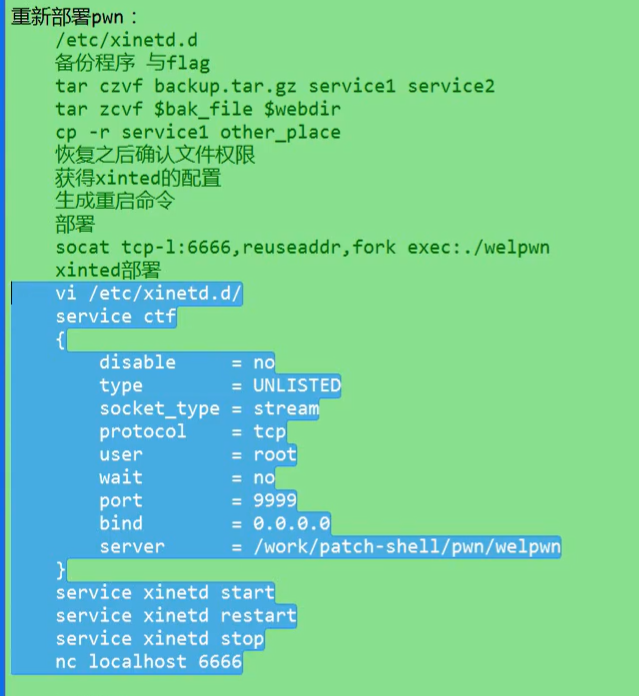 重新部署pwn：
/etc/xinetd.d
备份程序 与flag
tar czvf backup.tar.gz service1 service2
tar zcvf $bak_file $webdir
cp -r service1 other_place
恢复之后确认文件权限
获得xinted的配置
生成重启命令
部署
socat tcp-l:6666,reuseaddr,fork exec:./welpwn
xinted部署
vi /etc/xinetd.d/
service ctf
{
disable = no
type = UNLISTED
socket_type = stream
protocol = tcp
user = root
wait = no
port = 9999
bind = 0.0.0.0
server = /work/patch-shell/pwn/welpwn
}
service xinetd start
service xinetd restart
service xinetd stop
nc localhost 6666